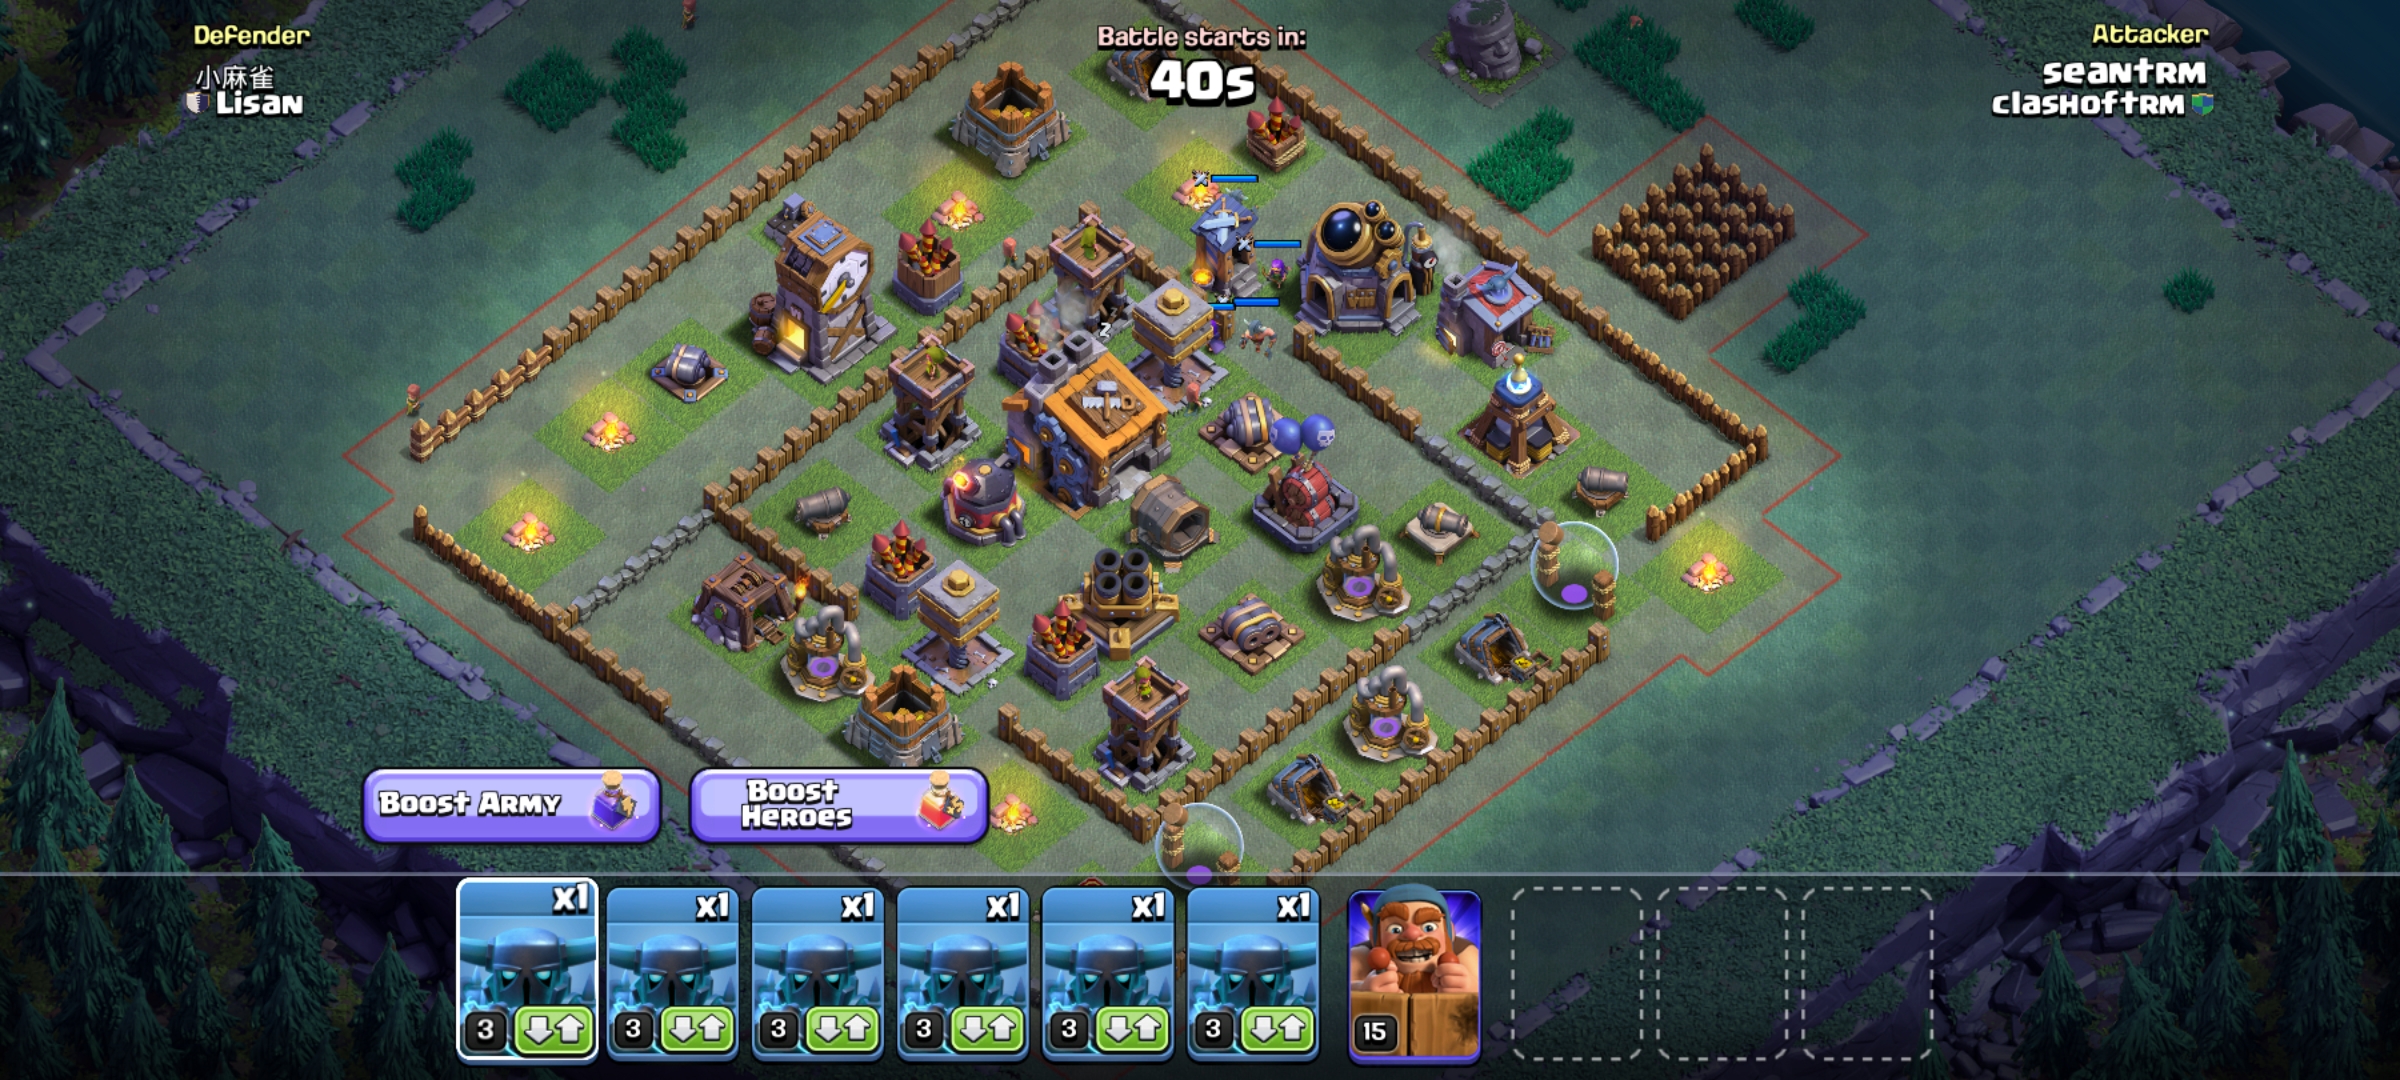 Defender
小麻雀
Lisan
Battle starts in:
40s
Attacker
seantRM
clashoftRM
z
Boost Army
Boost
Heroes
x1
x1
x1
x1
x1
x1
3
3
3
3
3
3
15